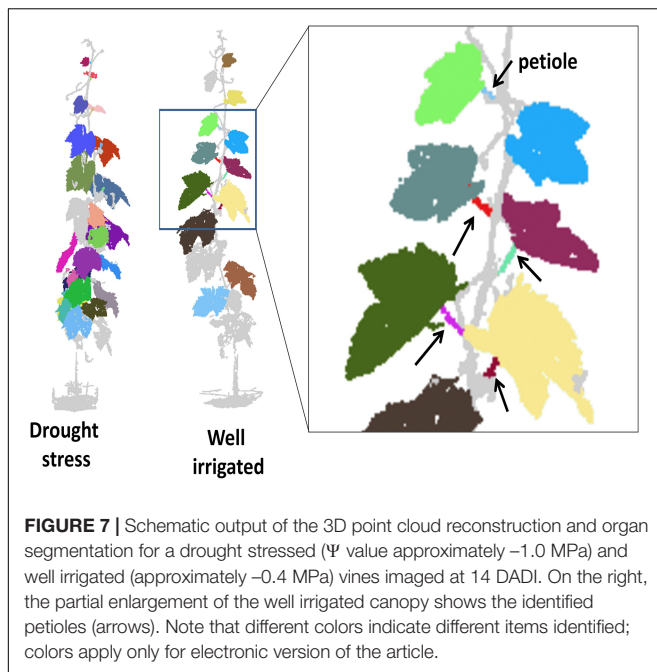 petiole
Drought
stress
Well
irrigated
FIGURE 7 | Schematic output of the 3D point cloud reconstruction and organ
segmentation for a drought stressed (Ψ value approximately –1.0 MPa) and
well irrigated (approximately –0.4 MPa) vines imaged at 14 DADI. On the right,
the partial enlargement of the well irrigated canopy shows the identified
petioles (arrows). Note that different colors indicate different items identified;
colors apply only for electronic version of the article.